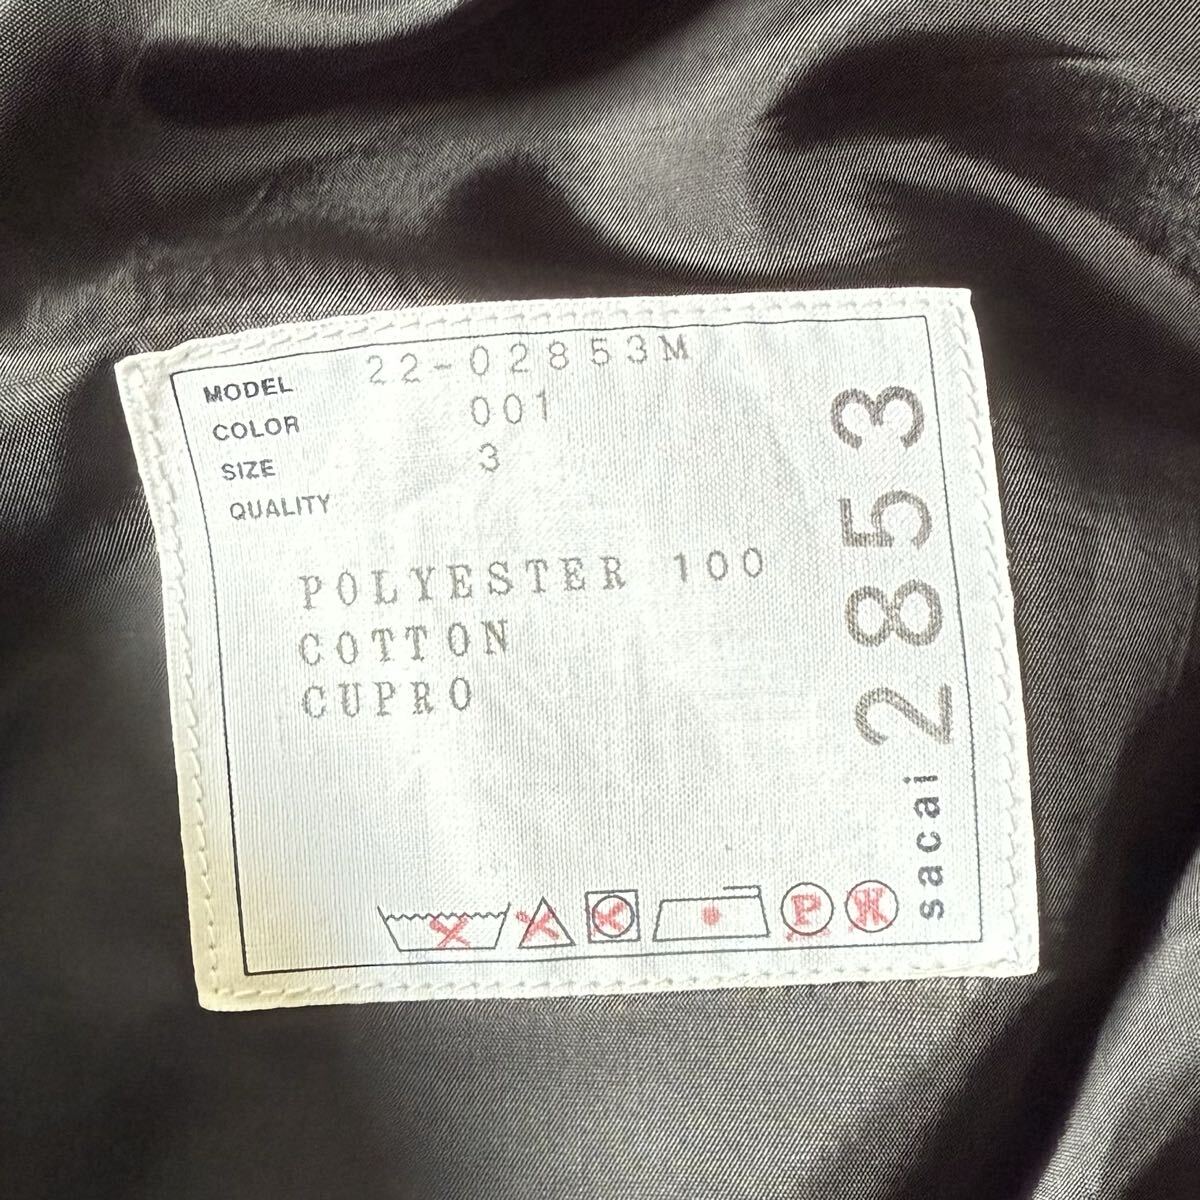 MODEL 22-02853M
COLOR 001
SIZE 3
QUALITY
POLYESTER 100
COTTON
CUPRO
P
W
sacai 2853